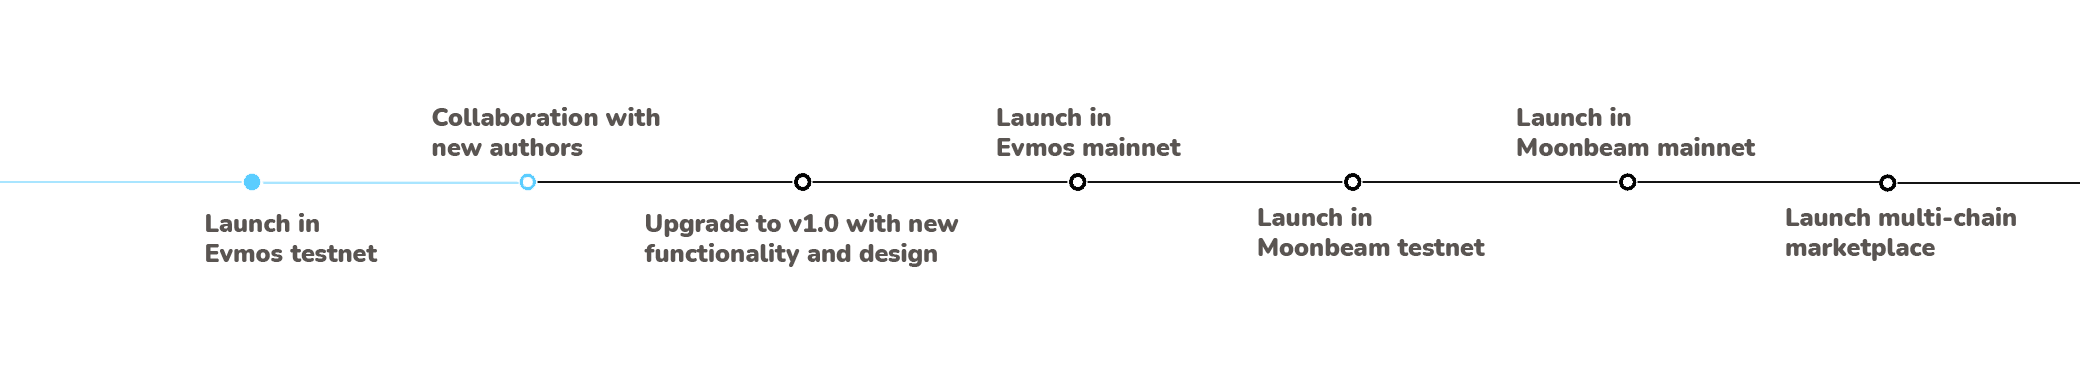 Launch in
Evmos testnet
Collaboration with
new authors
Upgrade to v1.0 with new
functionality and design
Launch in
Evmos mainnet
Launch in
Moonbeam testnet
Launch in
Moonbeam mainnet
Launch multi-chain
marketplace